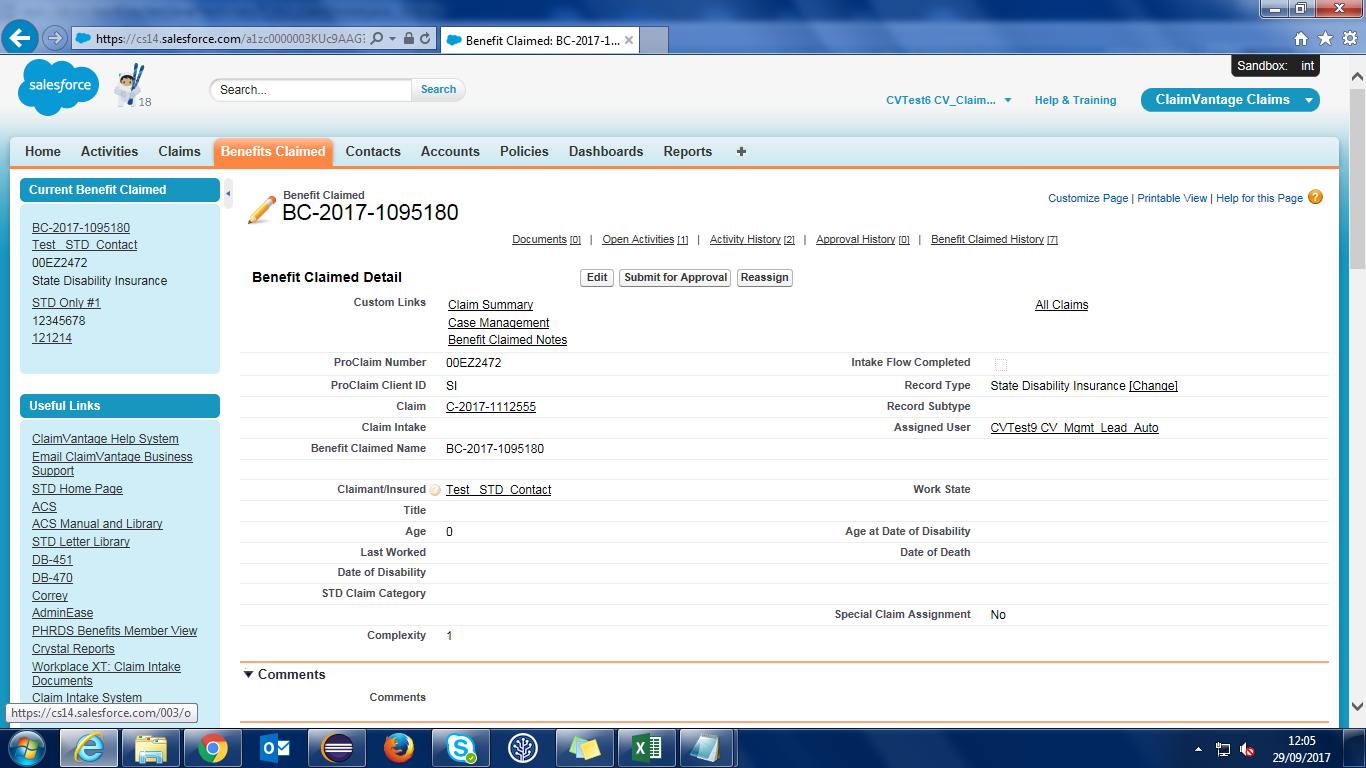 https://cs14.salesforce.com/a1zc0000003KUc9AAG
Benefit Claimed: BC-2017-1...
Sandbox: int
salesforce
18
Search...
Search
CVTest6 CV_Claim...
Help & Training
ClaimVantage Claims
Home
Activities
Claims
Benefits Claimed
Contacts
Accounts
Policies
Dashboards
Reports
+
Current Benefit Claimed
BC-2017-1095180
Test_ STD_Contact
00EZ2472
State Disability Insurance
STD Only #1
12345678
121214
Useful Links
ClaimVantage Help System
Email ClaimVantage Business
Support
STD Home Page
ACS
ACS Manual and Library
STD Letter Library
DB-451
DB-470
Correy
AdminEase
PHRDS Benefits Member View
Crystal Reports
Workplace XT: Claim Intake
Documents
Claim Intake System
https://cs14.salesforce.com/003/o
Benefit Claimed
BC-2017-1095180
Customize Page | Printable View | Help for this Page ?
Documents [0] | Open Activities [1] | Activity History [2] | Approval History [0] | Benefit Claimed History [7]
Benefit Claimed Detail
Edit
Submit for Approval
Reassign
Custom Links
Claim Summary
All Claims
Case Management
Benefit Claimed Notes
ProClaim Number 00EZ2472
Intake Flow Completed
ProClaim Client ID SI
Record Type State Disability Insurance [Change]
Claim C-2017-1112555
Record Subtype
Claim Intake
Assigned User CVTest9 CV_Mgmt_Lead_Auto
Benefit Claimed Name BC-2017-1095180
Claimant/Insured Test_ STD_Contact
Work State
Title
Age 0
Age at Date of Disability
Last Worked
Date of Death
Date of Disability
STD Claim Category
Special Claim Assignment No
Complexity 1
Comments
Comments
12:05
29/09/2017